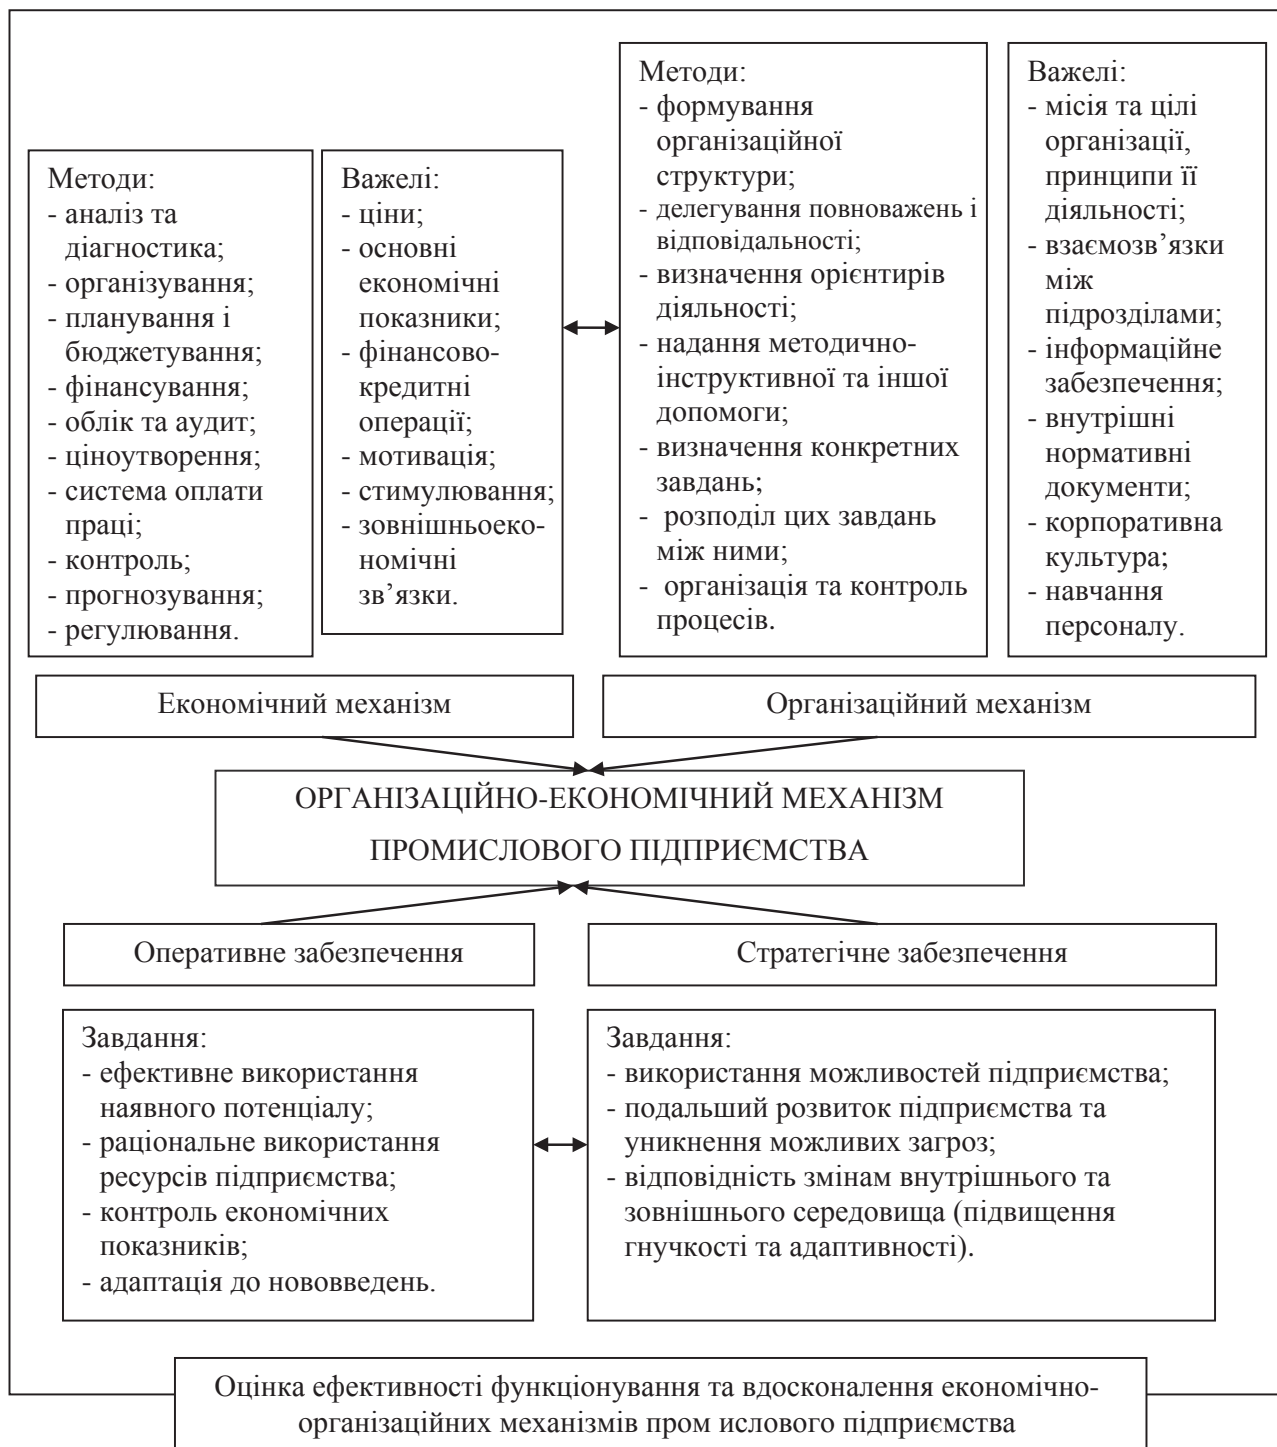 Методи:
- аналіз та
діагностика;
- організування;
- планування і
бюджетування;
- фінансування;
- облік та аудит;
- ціноутворення;
- система оплати
праці;
- контроль;
- прогнозування;
- регулювання.
Важелі:
- ціни;
- основні
економічні
показники;
- фінансово-
кредитні
операції;
- мотивація;
- стимулювання;
- зовнішньоеко-
номічні
зв’язки.
Методи:
- формування
організаційної
структури;
- делегування повноважень і
відповідальності;
- визначення орієнтирів
діяльності;
- надання методично-
інструктивної та іншої
допомоги;
- визначення конкретних
завдань;
- розподіл цих завдань
між ними;
- організація та контроль
процесів.
Важелі:
- місія та цілі
організації,
принципи її
діяльності;
- взаємозв’язки
між
підрозділами;
- інформаційне
забезпечення;
- внутрішні
нормативні
документи;
- корпоративна
культура;
- навчання
персоналу.
Економічний механізм
Організаційний механізм
ОРГАНІЗАЦІЙНО-ЕКОНОМІЧНИЙ МЕХАНІЗМ
ПРОМИСЛОВОГО ПІДПРИЄМСТВА
Оперативне забезпечення
Стратегічне забезпечення
Завдання:
- ефективне використання
наявного потенціалу;
- раціональне використання
ресурсів підприємства;
- контроль економічних
показників;
- адаптація до нововведень.
Завдання:
- використання можливостей підприємства;
- подальший розвиток підприємства та
уникнення можливих загроз;
- відповідність змінам внутрішнього та
зовнішнього середовища (підвищення
гнучкості та адаптивності).
Оцінка ефективності функціонування та вдосконалення економічно-
організаційних механізмів пром ислового підприємства